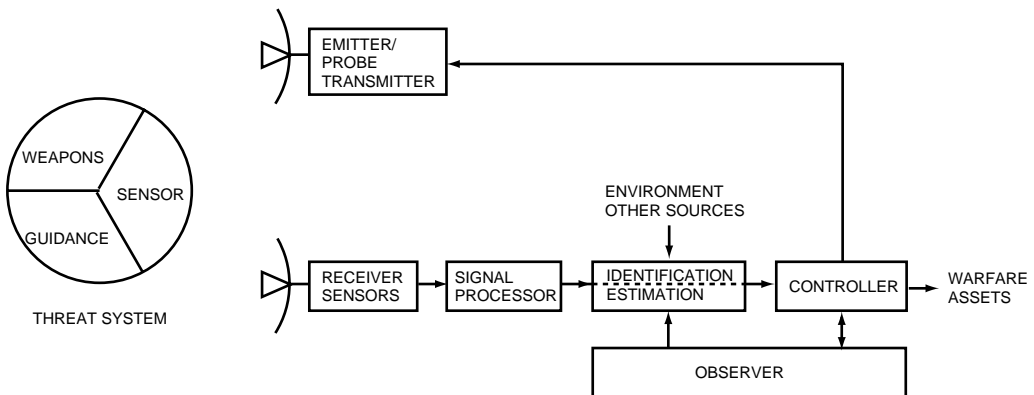 EMITTER/
PROBE
TRANSMITTER
WEAPONS
SENSOR
GUIDANCE
THREAT SYSTEM
ENVIRONMENT
OTHER SOURCES
RECEIVER
SENSORS
SIGNAL
PROCESSOR
IDENTIFICATION
ESTIMATION
CONTROLLER
WARFARE
ASSETS
OBSERVER